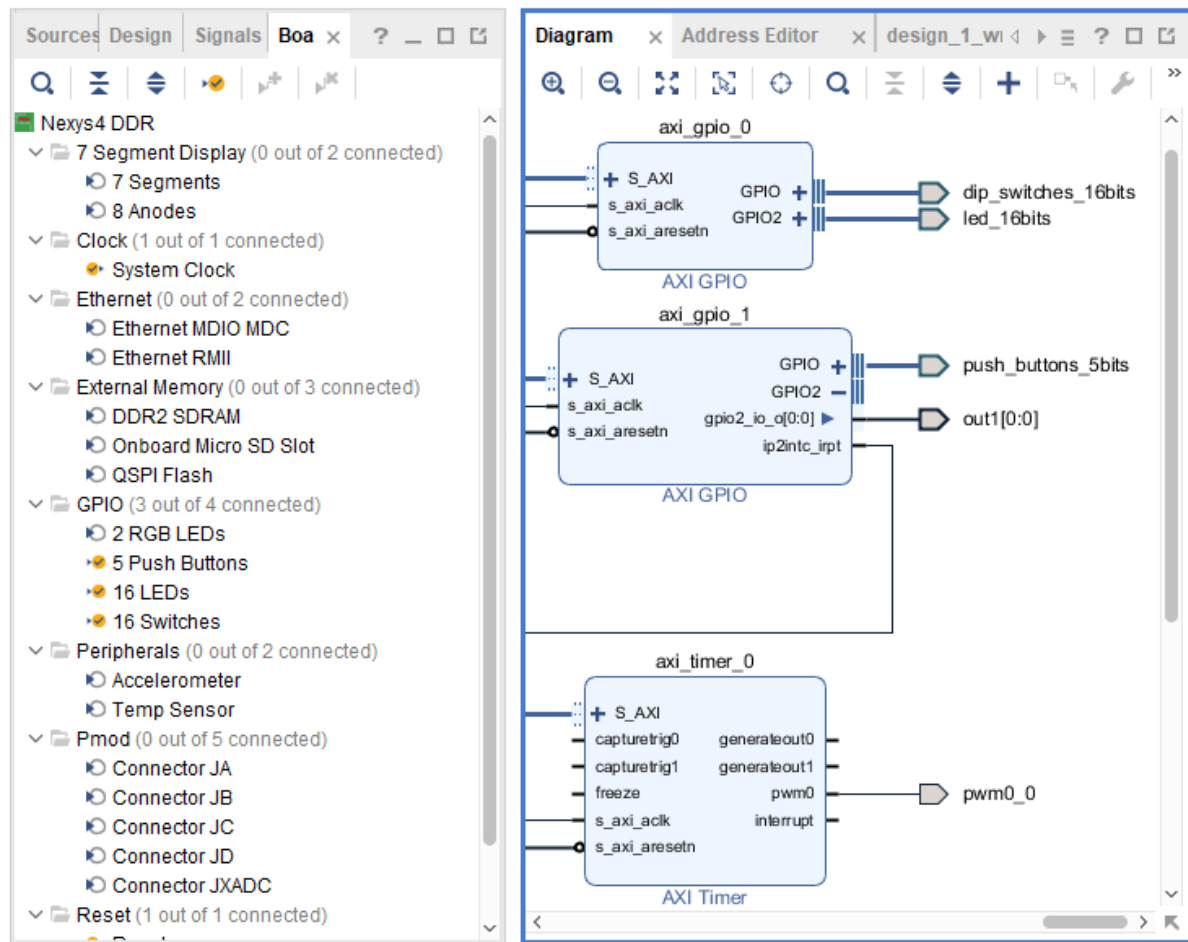 Sources Design Signals Boa
Nexys4 DDR
7 Segment Display (0 out of 2 connected)
7 Segments
8 Anodes
Clock (1 out of 1 connected)
System Clock
Ethernet (0 out of 2 connected)
Ethernet MDIO MDC
Ethernet RMII
External Memory (0 out of 3 connected)
DDR2 SDRAM
Onboard Micro SD Slot
QSPI Flash
GPIO (3 out of 4 connected)
2 RGB LEDs
5 Push Buttons
16 LEDs
16 Switches
Peripherals (0 out of 2 connected)
Accelerometer
Temp Sensor
Pmod (0 out of 5 connected)
Connector JA
Connector JB
Connector JC
Connector JD
Connector JXADC
Reset (1 out of 1 connected)
Diagram Address Editor design_1_w
axi_gpio_0
S_AXI
s_axi_aclk
s_axi_aresetn
GPIO
GPIO2
dip_switches_16bits
led_16bits
AXI GPIO
axi_gpio_1
S_AXI
s_axi_aclk
s_axi_aresetn
GPIO
GPIO2
gpio2_io_o[0:0]
ip2intc_irpt
push_buttons_5bits
out1[0:0]
AXI GPIO
axi_timer_0
S_AXI
capturetrig0
capturetrig1
freeze
s_axi_aclk
s_axi_aresetn
generateout0
generateout1
pwm0
interrupt
pwm0_0
AXI Timer